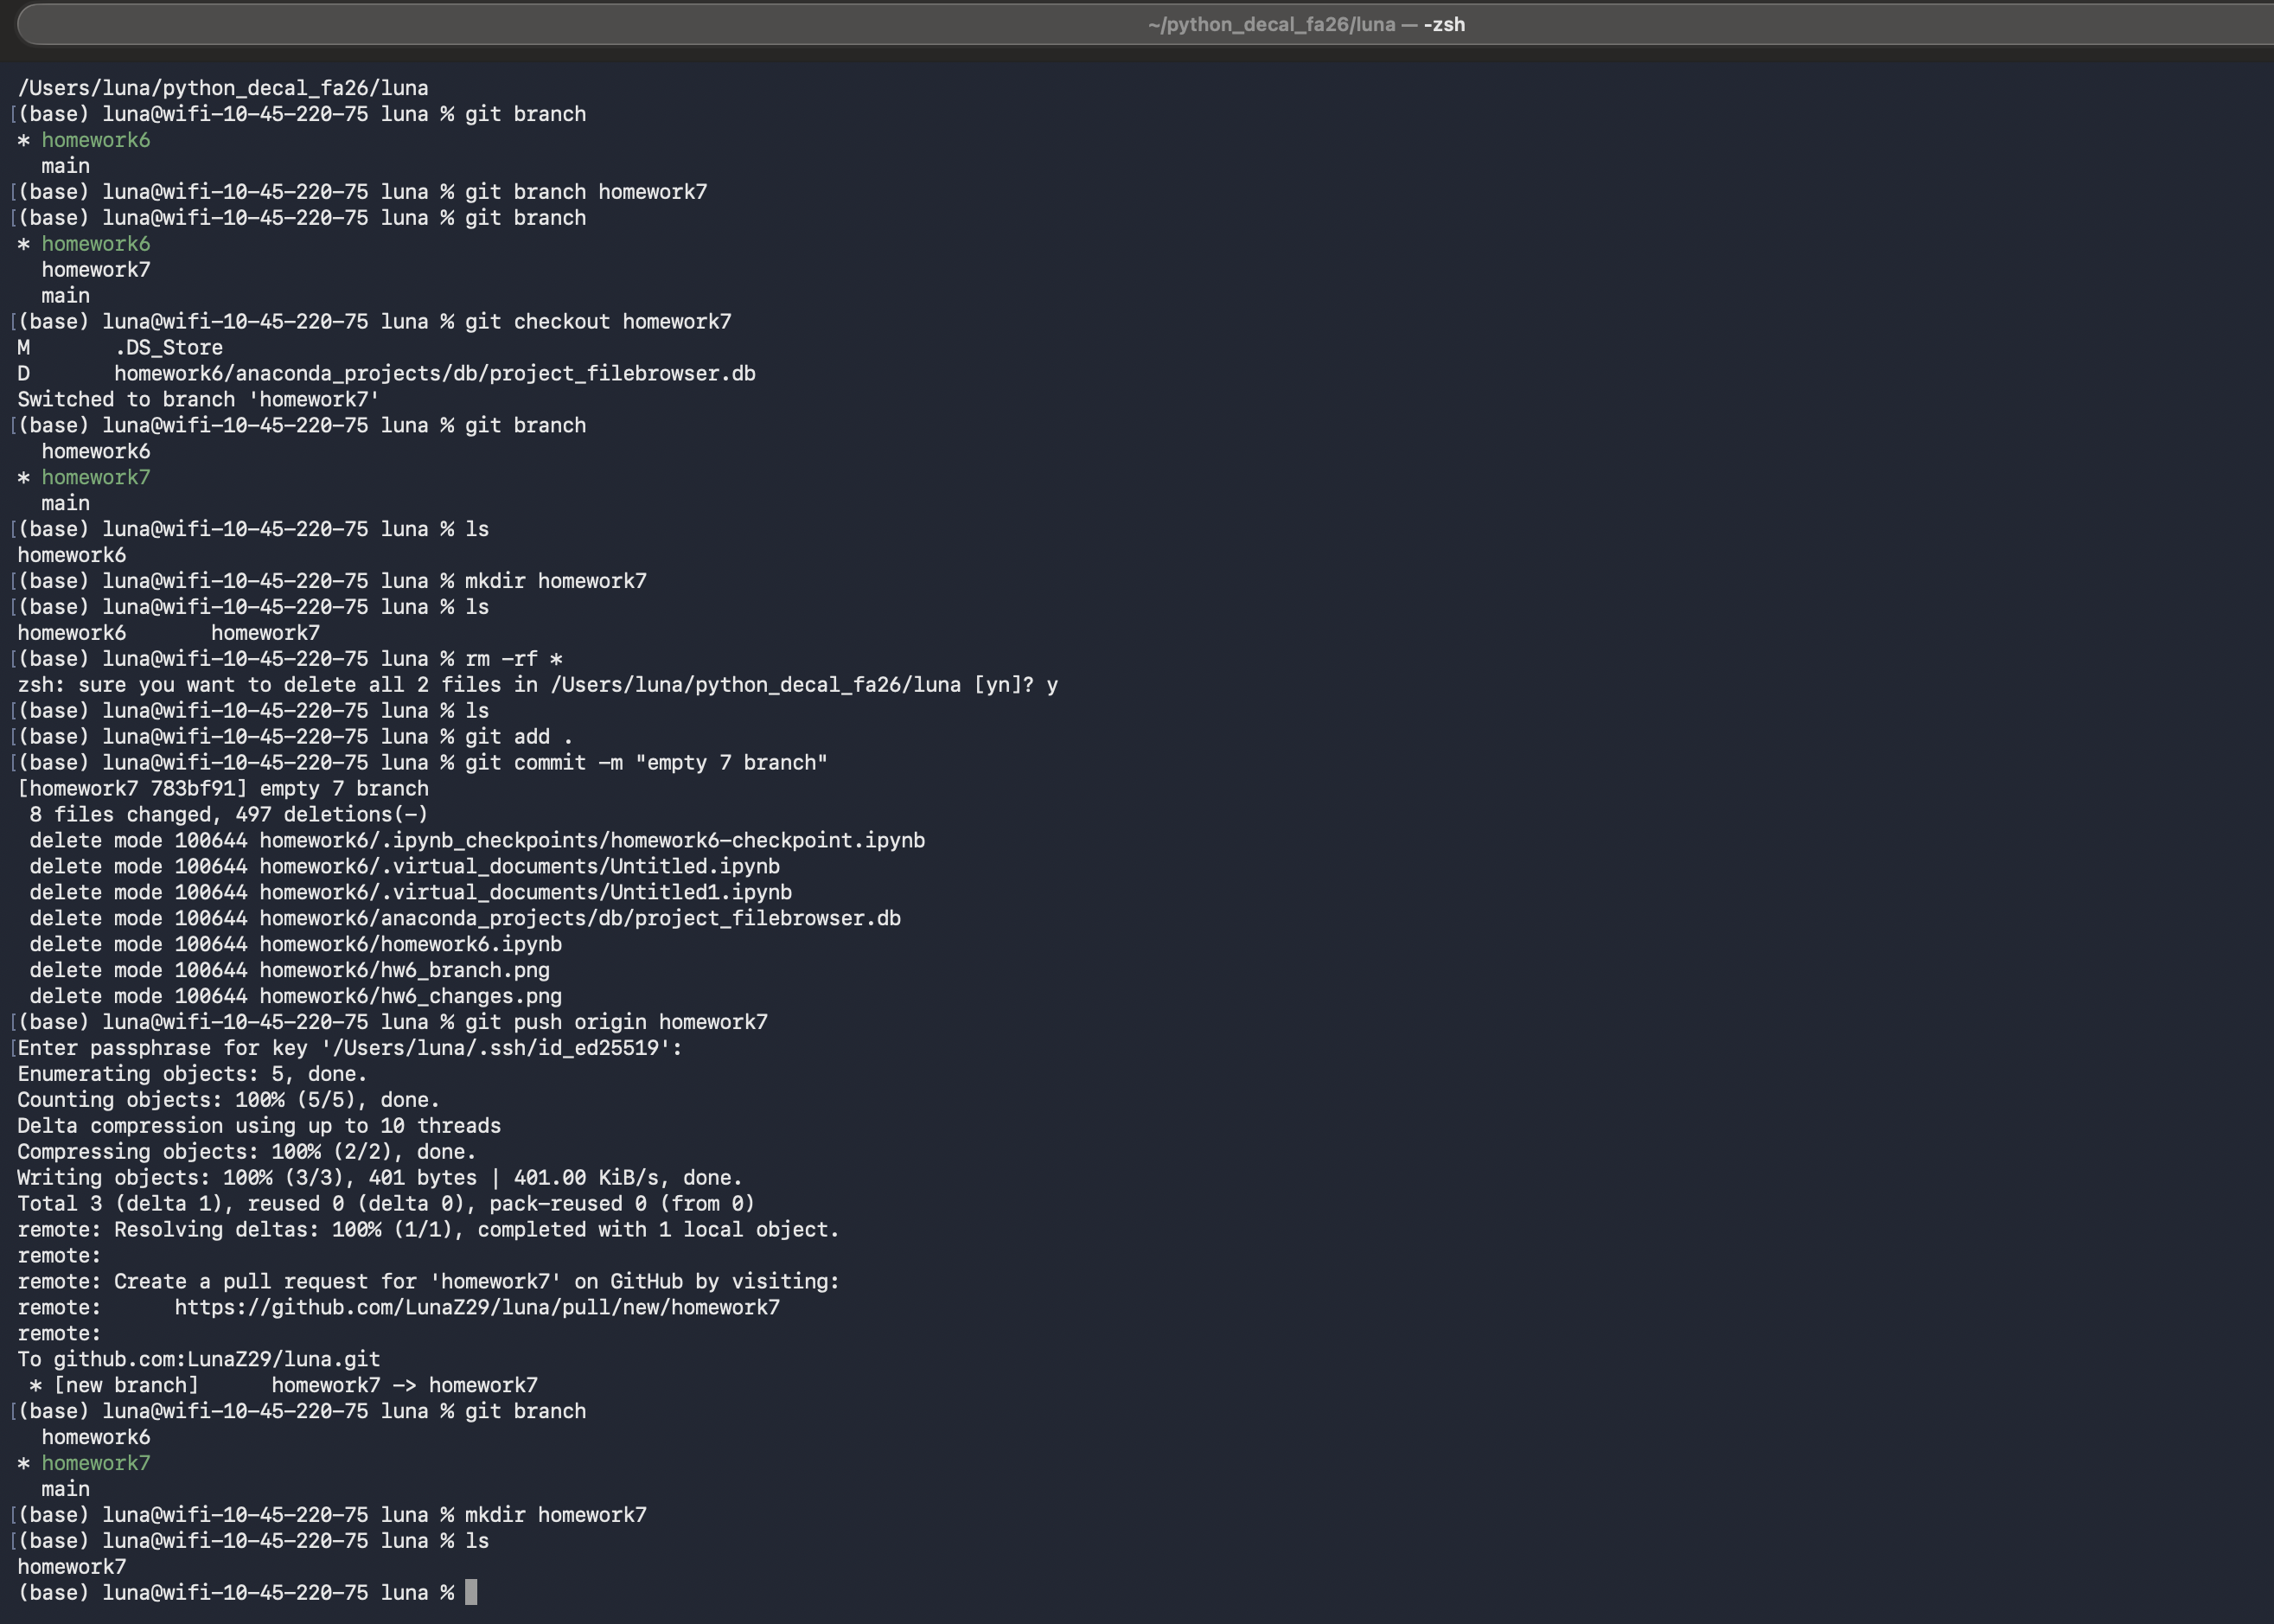 ~/python_decal_fa26/luna — -zsh
/Users/luna/python_decal_fa26/luna
[(base) luna@wifi-10-45-220-75 luna % git branch
* homework6
  main
[(base) luna@wifi-10-45-220-75 luna % git branch homework7
[(base) luna@wifi-10-45-220-75 luna % git branch
* homework6
  homework7
  main
[(base) luna@wifi-10-45-220-75 luna % git checkout homework7
M       .DS_Store
D       homework6/anaconda_projects/db/project_filebrowser.db
Switched to branch 'homework7'
[(base) luna@wifi-10-45-220-75 luna % git branch
  homework6
* homework7
  main
[(base) luna@wifi-10-45-220-75 luna % ls
homework6
[(base) luna@wifi-10-45-220-75 luna % mkdir homework7
[(base) luna@wifi-10-45-220-75 luna % ls
homework6       homework7
[(base) luna@wifi-10-45-220-75 luna % rm -rf *
zsh: sure you want to delete all 2 files in /Users/luna/python_decal_fa26/luna [yn]? y
[(base) luna@wifi-10-45-220-75 luna % ls
[(base) luna@wifi-10-45-220-75 luna % git add .
[(base) luna@wifi-10-45-220-75 luna % git commit -m "empty 7 branch"
[homework7 783bf91] empty 7 branch
 8 files changed, 497 deletions(-)
 delete mode 100644 homework6/.ipynb_checkpoints/homework6-checkpoint.ipynb
 delete mode 100644 homework6/.virtual_documents/Untitled.ipynb
 delete mode 100644 homework6/.virtual_documents/Untitled1.ipynb
 delete mode 100644 homework6/anaconda_projects/db/project_filebrowser.db
 delete mode 100644 homework6/homework6.ipynb
 delete mode 100644 homework6/hw6_branch.png
 delete mode 100644 homework6/hw6_changes.png
[(base) luna@wifi-10-45-220-75 luna % git push origin homework7
[Enter passphrase for key '/Users/luna/.ssh/id_ed25519':
Enumerating objects: 5, done.
Counting objects: 100% (5/5), done.
Delta compression using up to 10 threads
Compressing objects: 100% (2/2), done.
Writing objects: 100% (3/3), 401 bytes | 401.00 KiB/s, done.
Total 3 (delta 1), reused 0 (delta 0), pack-reused 0 (from 0)
remote: Resolving deltas: 100% (1/1), completed with 1 local object.
remote:
remote: Create a pull request for 'homework7' on GitHub by visiting:
remote:      https://github.com/LunaZ29/luna/pull/new/homework7
remote:
To github.com:LunaZ29/luna.git
 * [new branch]      homework7 -> homework7
[(base) luna@wifi-10-45-220-75 luna % git branch
  homework6
* homework7
  main
[(base) luna@wifi-10-45-220-75 luna % mkdir homework7
[(base) luna@wifi-10-45-220-75 luna % ls
homework7
(base) luna@wifi-10-45-220-75 luna %